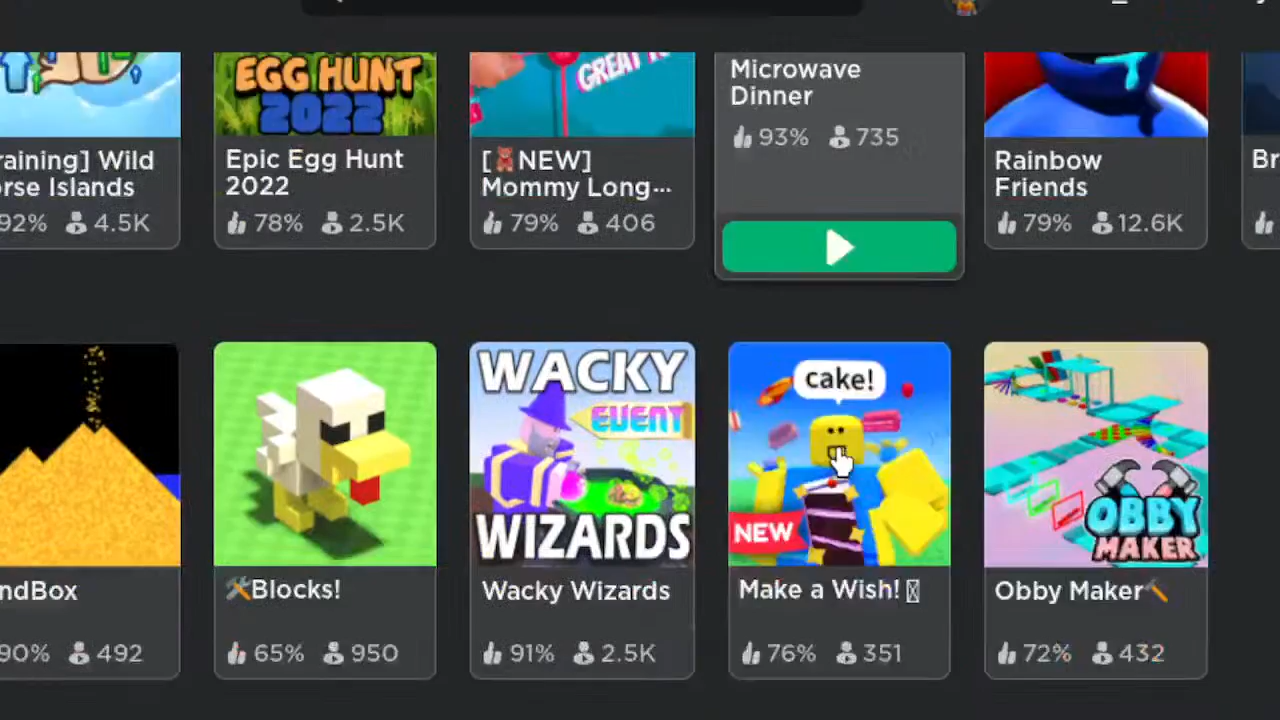 EGG HUNT
2022
GREAT
Microwave
Dinner
93% 735
raining] Wild
rse Islands
92% 4.5K
Epic Egg Hunt
2022
78% 2.5K
[🧸NEW]
Mommy Long...
79% 406
Rainbow
Friends
79% 12.6K
Br
WACKY
EVENT
WIZARDS
cake!
NEW
OBBY
MAKER
ndBox
90% 492
🛠️Blocks!
65% 950
Wacky Wizards
91% 2.5K
Make a Wish!
76% 351
Obby Maker🔨
72% 432